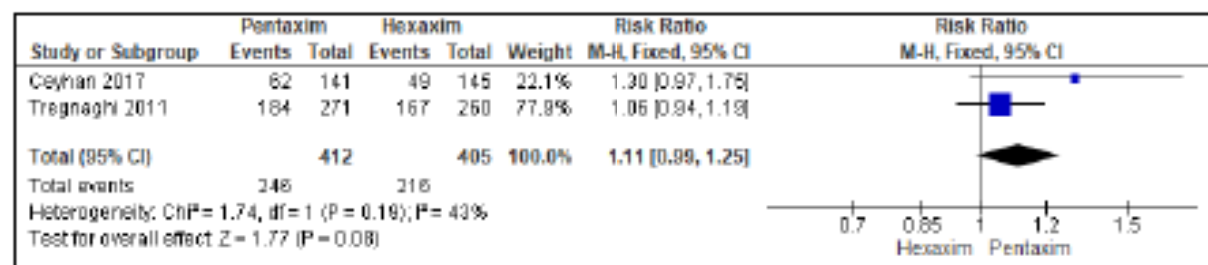 Pentaxim Hexaxim Risk Ratio Risk Ratio
Study or Subgroup Events Total Events Total Weight M-H, Fixed, 95% CI M-H, Fixed, 95% CI
Ceyhan 2017 62 141 49 145 22.1% 1.30 [0.97, 1.75]
Tregnaghi 2011 184 271 167 260 77.9% 1.06 [0.94, 1.19]
Total (95% CI) 412 405 100.0% 1.11 [0.99, 1.25]
Total events 246 216
Heterogeneity: Chi² = 1.74, df = 1 (P = 0.19); I² = 43%
Test for overall effect: Z = 1.77 (P = 0.08)
0.7 0.85 1 1.2 1.5
Hexaxim Pentaxim